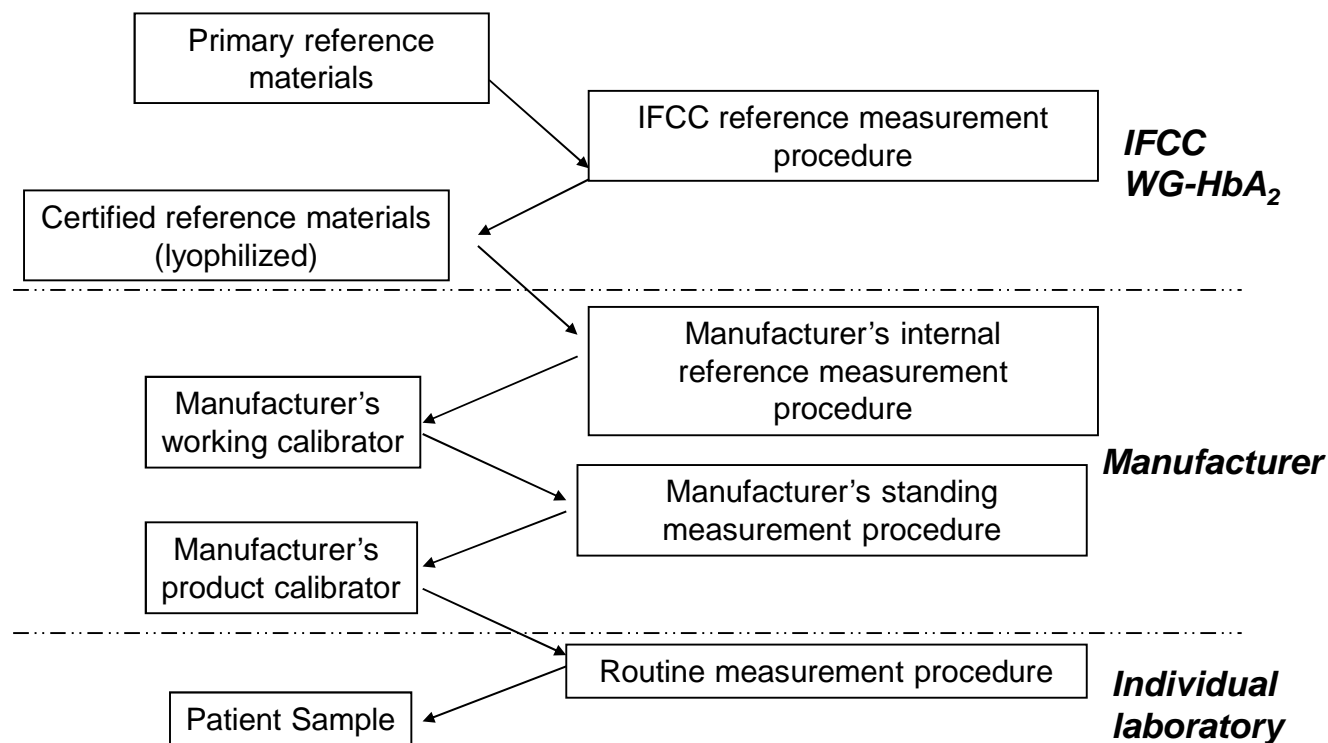 Primary reference
materials
IFCC reference measurement
procedure
IFCC
WG-HbA₂
Certified reference materials
(lyophilized)
Manufacturer’s internal
reference measurement
procedure
Manufacturer’s
working calibrator
Manufacturer
Manufacturer’s standing
measurement procedure
Manufacturer’s
product calibrator
Routine measurement procedure
Individual
laboratory
Patient Sample